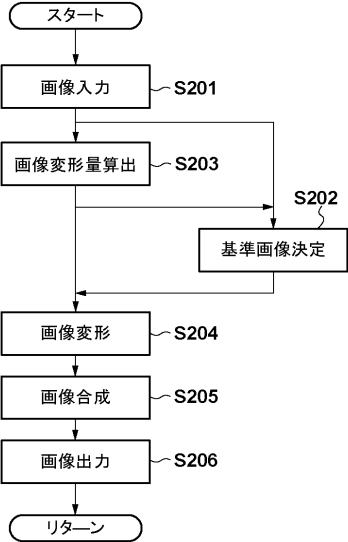 スタート
画像入力
S201
画像変形量算出
S203
S202
基準画像決定
画像変形
S204
画像合成
S205
画像出力
S206
リターン